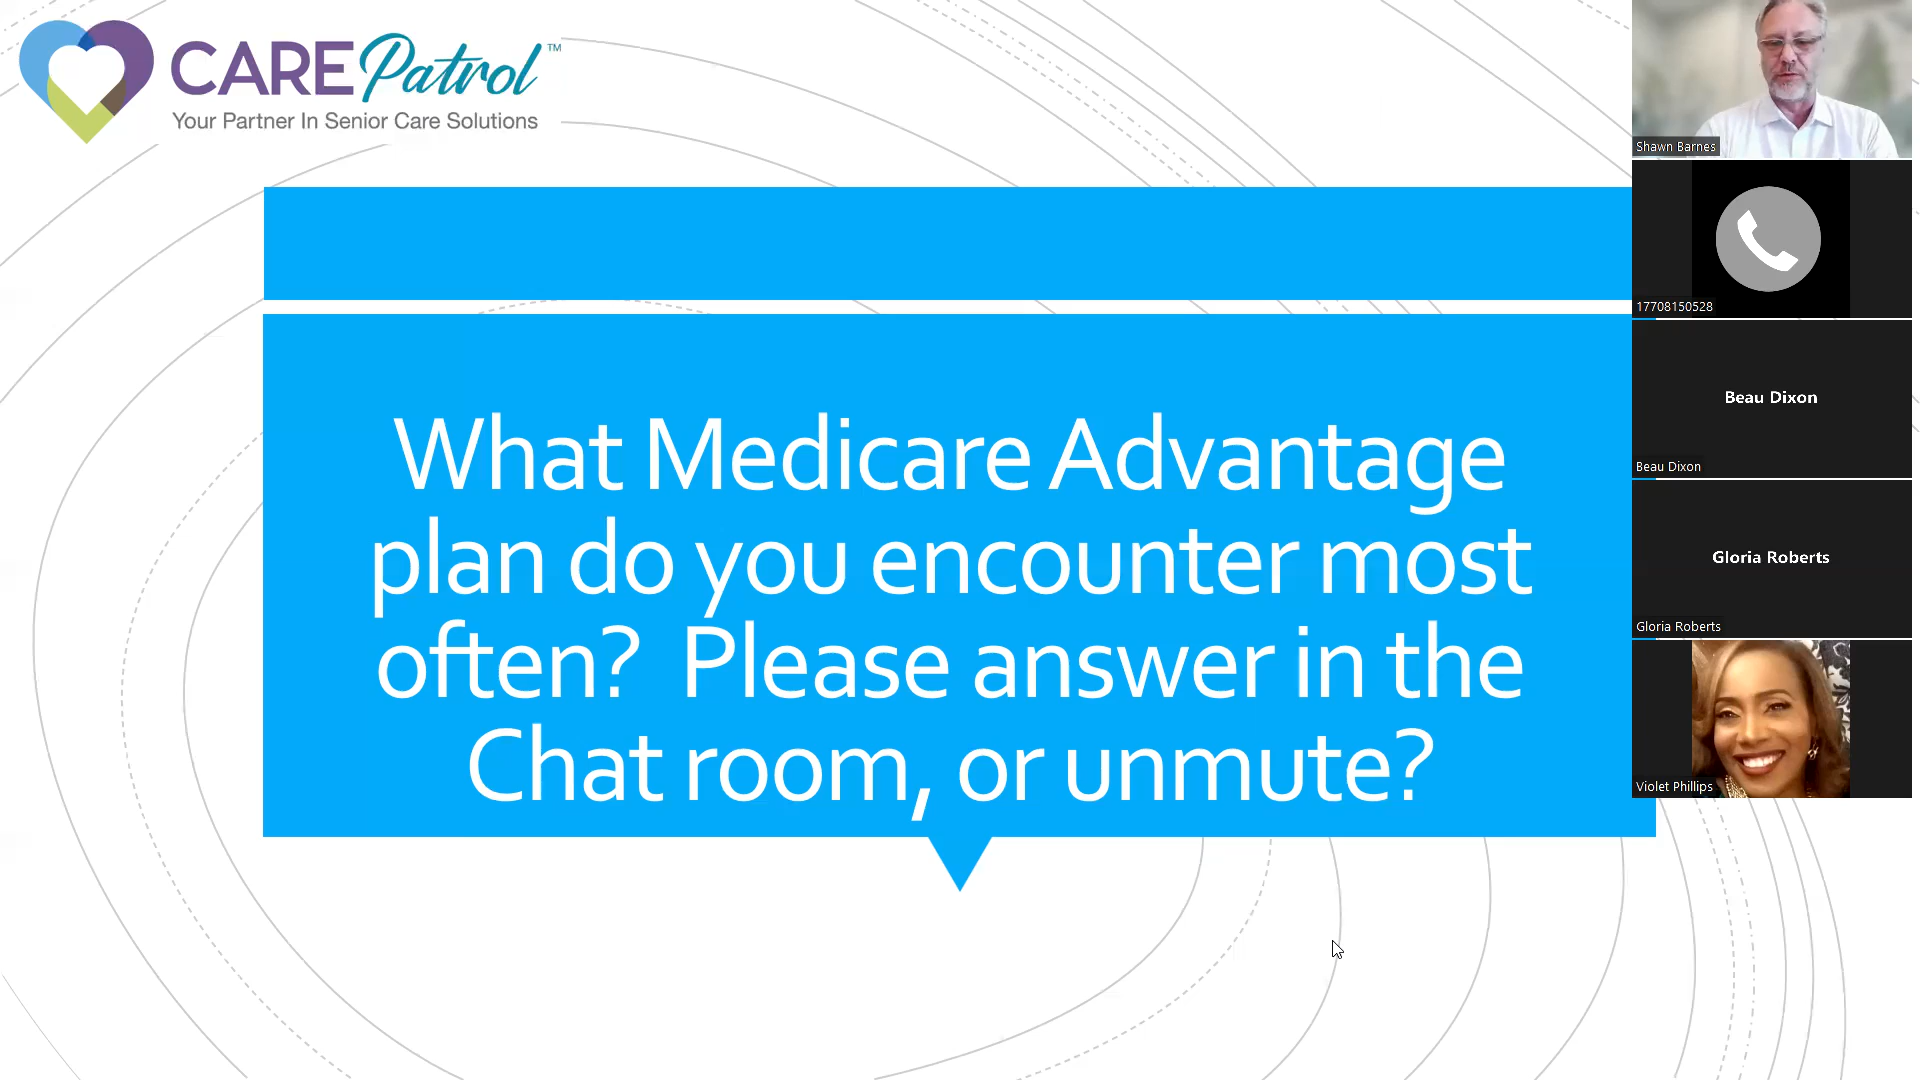 CAREPatrol™
Your Partner In Senior Care Solutions
What Medicare Advantage
plan do you encounter most
often? Please answer in the
Chat room, or unmute?
Shawn Barnes
17708150528
Beau Dixon
Beau Dixon
Gloria Roberts
Gloria Roberts
Violet Phillips